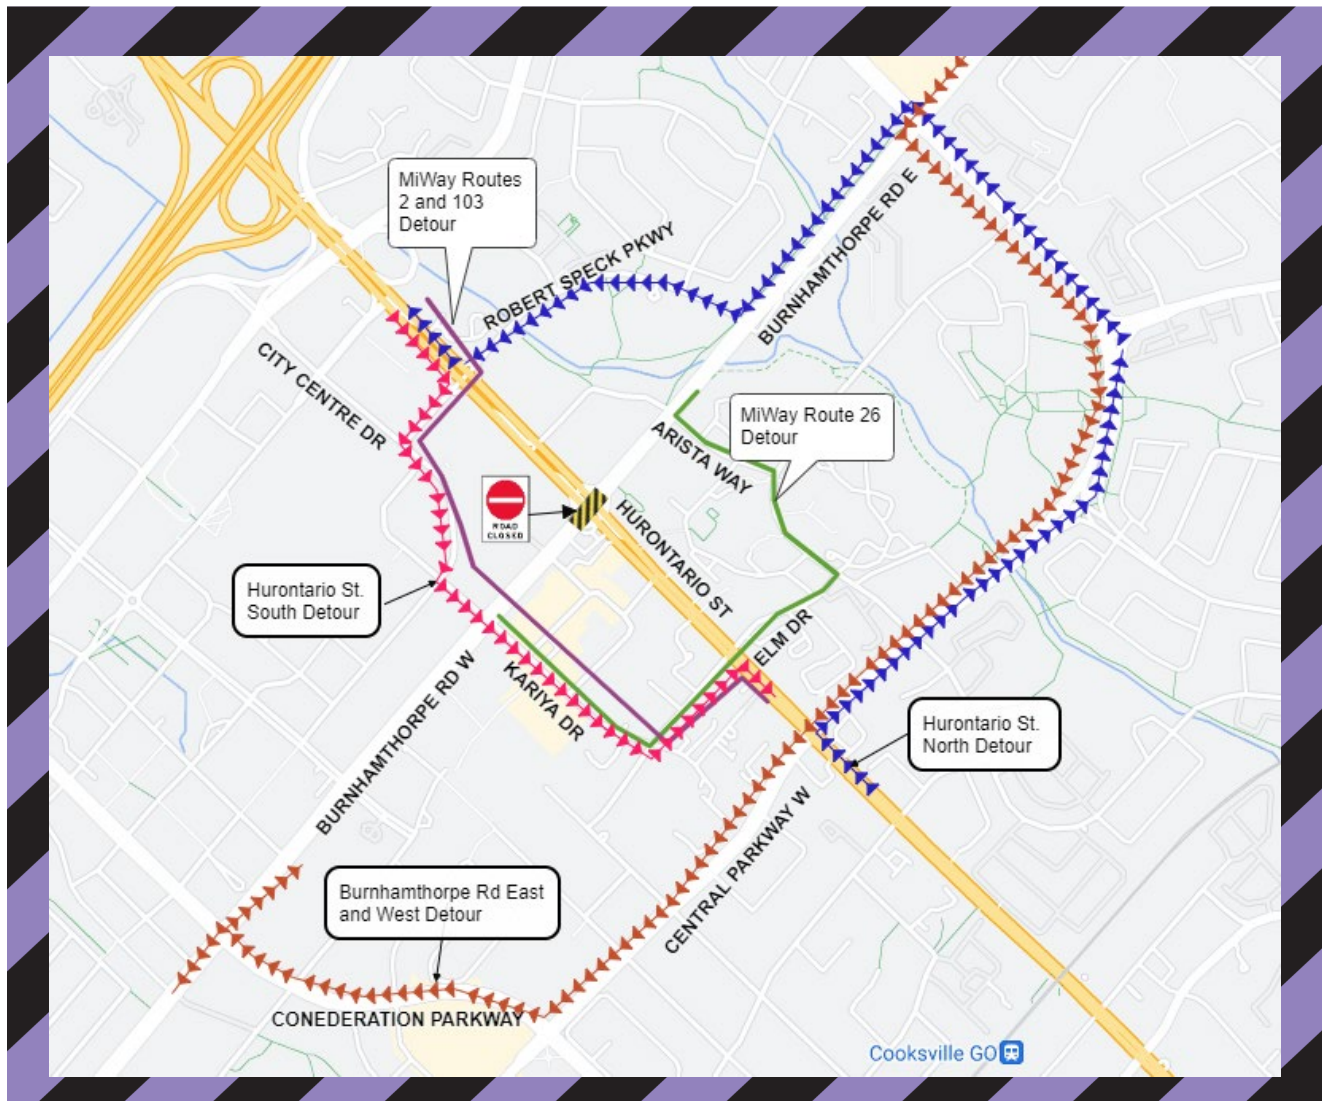 MiWay Routes
2 and 103
Detour
ROBERT SPECK PKWY
BURNHAMTHORPE RD E
CITY CENTRE DR
MiWay Route 26
Detour
ARISTA WAY
ROAD
CLOSED
HURONTARIO ST
Hurontario St.
South Detour
ELM DR
KARIYA DR
BURNHAMTHORPE RD W
Hurontario St.
North Detour
CENTRAL PARKWAY W
Burnhamthorpe Rd East
and West Detour
CONEDERATION PARKWAY
Cooksville GO